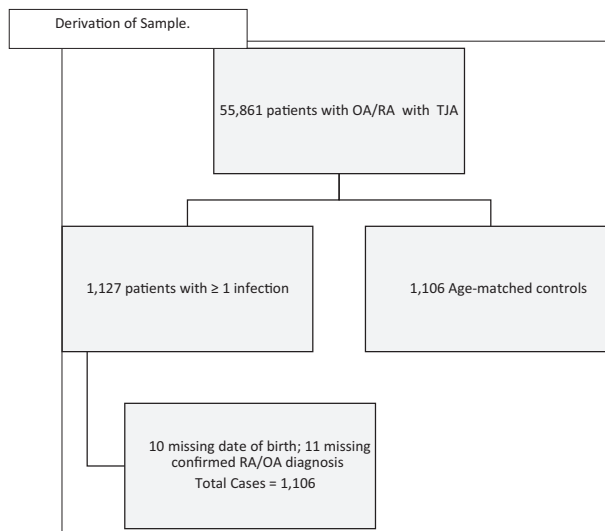 Derivation of Sample.
55,861 patients with OA/RA with TJA
1,127 patients with ≥ 1 infection
1,106 Age-matched controls
10 missing date of birth; 11 missing
confirmed RA/OA diagnosis
Total Cases = 1,106